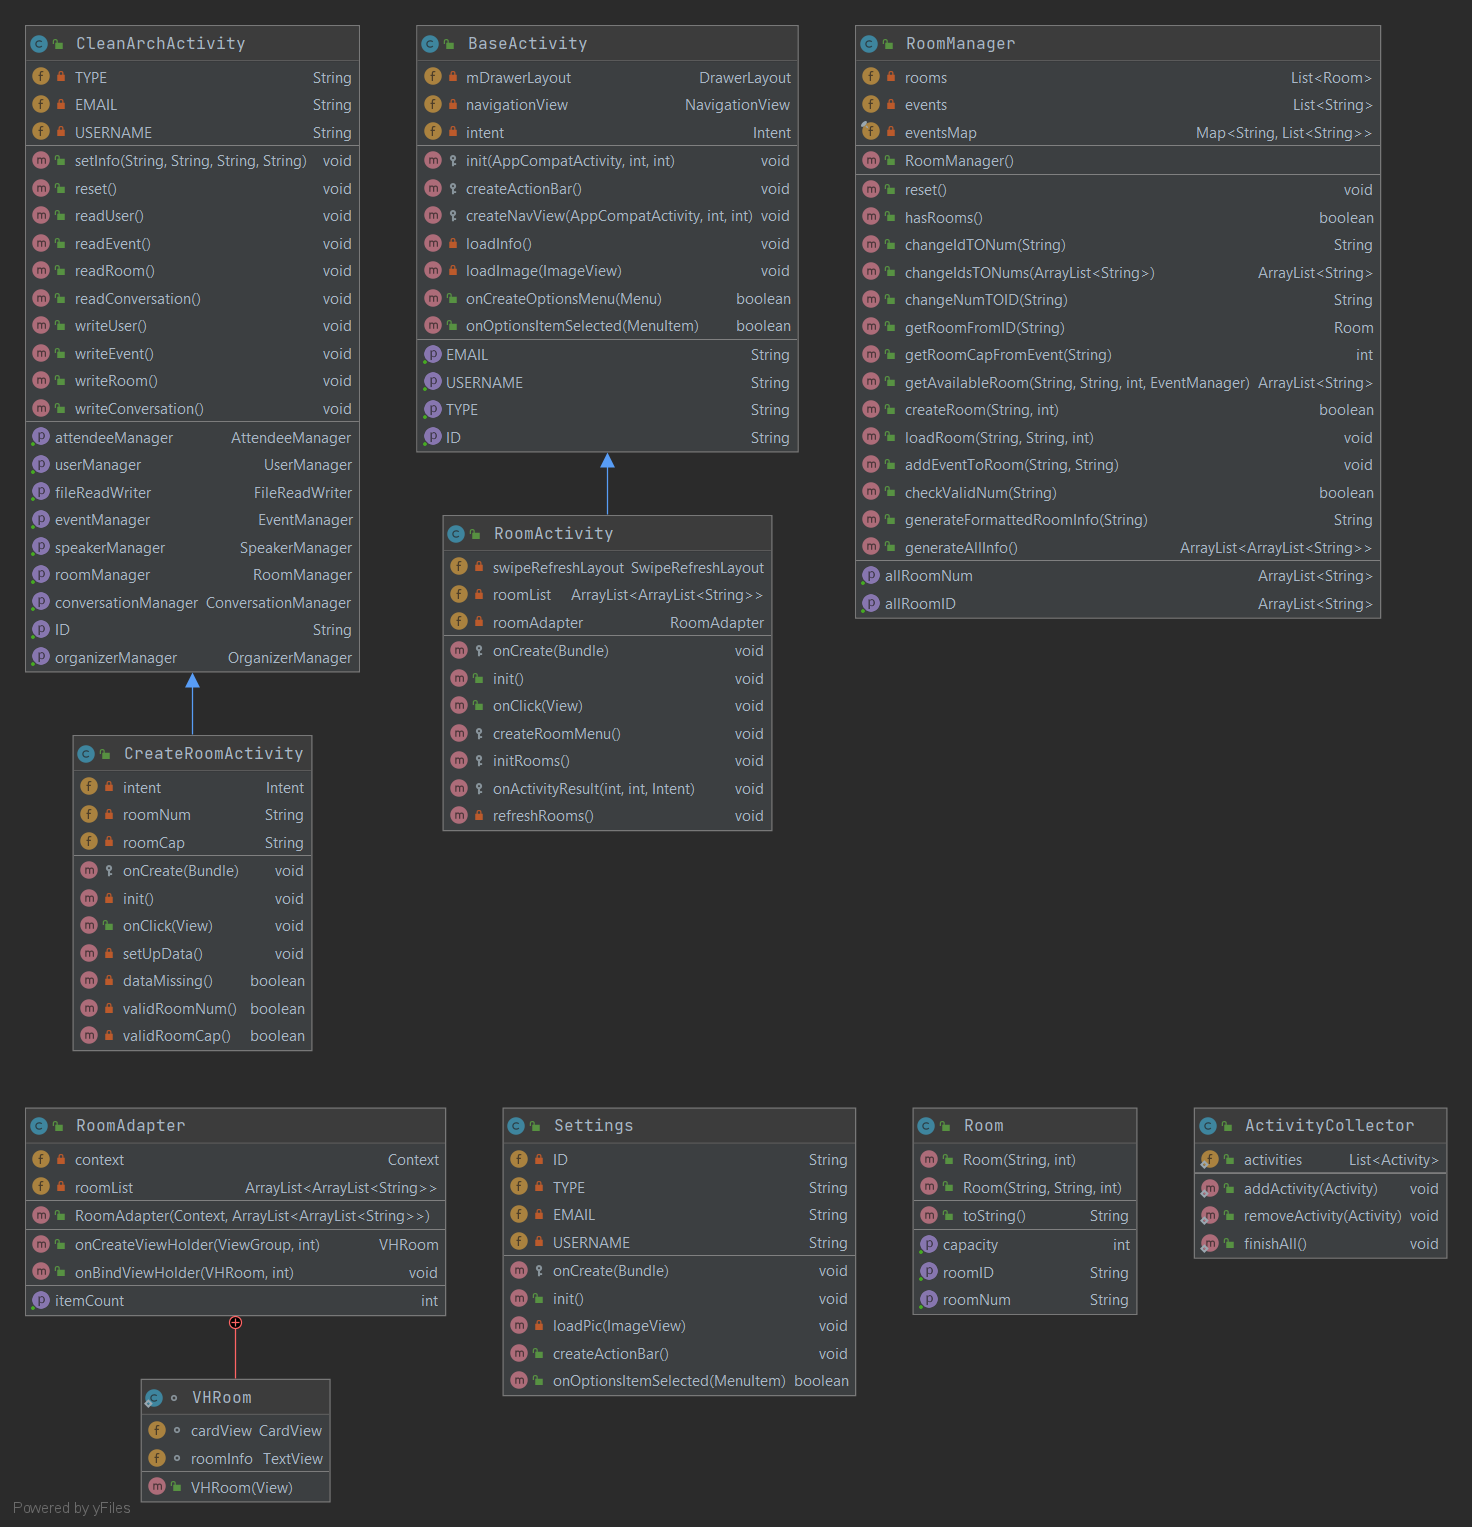 CleanArchActivity
TYPE String
EMAIL String
USERNAME String
setInfo(String, String, String, String) void
reset() void
readUser() void
readEvent() void
readRoom() void
readConversation() void
writeUser() void
writeEvent() void
writeRoom() void
writeConversation() void
attendeeManager AttendeeManager
userManager UserManager
fileReadWriter FileReadWriter
eventManager EventManager
speakerManager SpeakerManager
roomManager RoomManager
conversationManager ConversationManager
ID String
organizerManager OrganizerManager
BaseActivity
mDrawerLayout DrawerLayout
navigationView NavigationView
intent Intent
init(AppCompatActivity, int, int) void
createActionBar() void
createNavView(AppCompatActivity, int, int) void
loadInfo() void
loadImage(ImageView) void
onCreateOptionsMenu(Menu) boolean
onOptionsItemSelected(MenuItem) boolean
EMAIL String
USERNAME String
TYPE String
ID String
RoomManager
rooms List<Room>
events List<String>
eventsMap Map<String, List<String>>
RoomManager()
reset() void
hasRooms() boolean
changeIdTONum(String) String
changeIdsTONums(ArrayList<String>) ArrayList<String>
changeNumTOID(String) String
getRoomFromID(String) Room
getRoomCapFromEvent(String) int
getAvailableRoom(String, String, int, EventManager) ArrayList<String>
createRoom(String, int) boolean
loadRoom(String, String, int) void
addEventToRoom(String, String) void
checkValidNum(String) boolean
generateFormattedRoomInfo(String) String
generateAllInfo() ArrayList<ArrayList<String>>
allRoomNum ArrayList<String>
allRoomID ArrayList<String>
RoomActivity
swipeRefreshLayout SwipeRefreshLayout
roomList ArrayList<ArrayList<String>>
roomAdapter RoomAdapter
onCreate(Bundle) void
init() void
onClick(View) void
createRoomMenu() void
initRooms() void
onActivityResult(int, int, Intent) void
refreshRooms() void
CreateRoomActivity
intent Intent
roomNum String
roomCap String
onCreate(Bundle) void
init() void
onClick(View) void
setUpData() void
dataMissing() boolean
validRoomNum() boolean
validRoomCap() boolean
RoomAdapter
context Context
roomList ArrayList<ArrayList<String>>
RoomAdapter(Context, ArrayList<ArrayList<String>>)
onCreateViewHolder(ViewGroup, int) VHRoom
onBindViewHolder(VHRoom, int) void
itemCount int
Settings
ID String
TYPE String
EMAIL String
USERNAME String
onCreate(Bundle) void
init() void
loadPic(ImageView) void
createActionBar() void
onOptionsItemSelected(MenuItem) boolean
Room
Room(String, int)
Room(String, String, int)
toString() String
capacity int
roomID String
roomNum String
ActivityCollector
activities List<Activity>
addActivity(Activity) void
removeActivity(Activity) void
finishAll() void
VHRoom
cardView CardView
roomInfo TextView
VHRoom(View)
Powered by yFiles